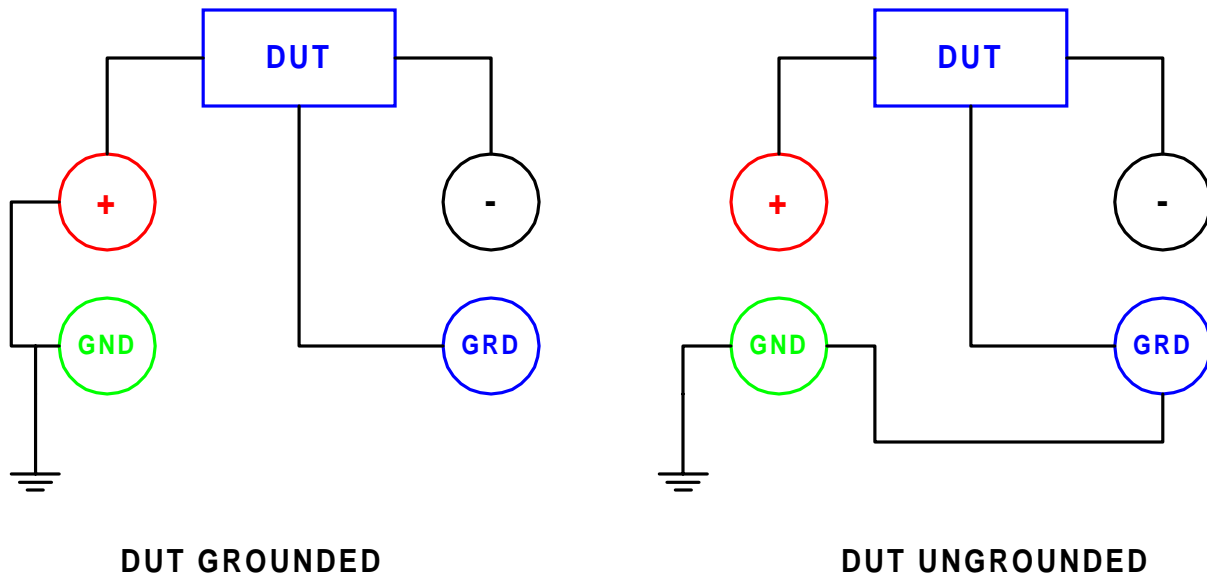 DUT
DUT
+
-
+
-
GND
GRD
GND
GRD
DUT GROUNDED
DUT UNGROUNDED